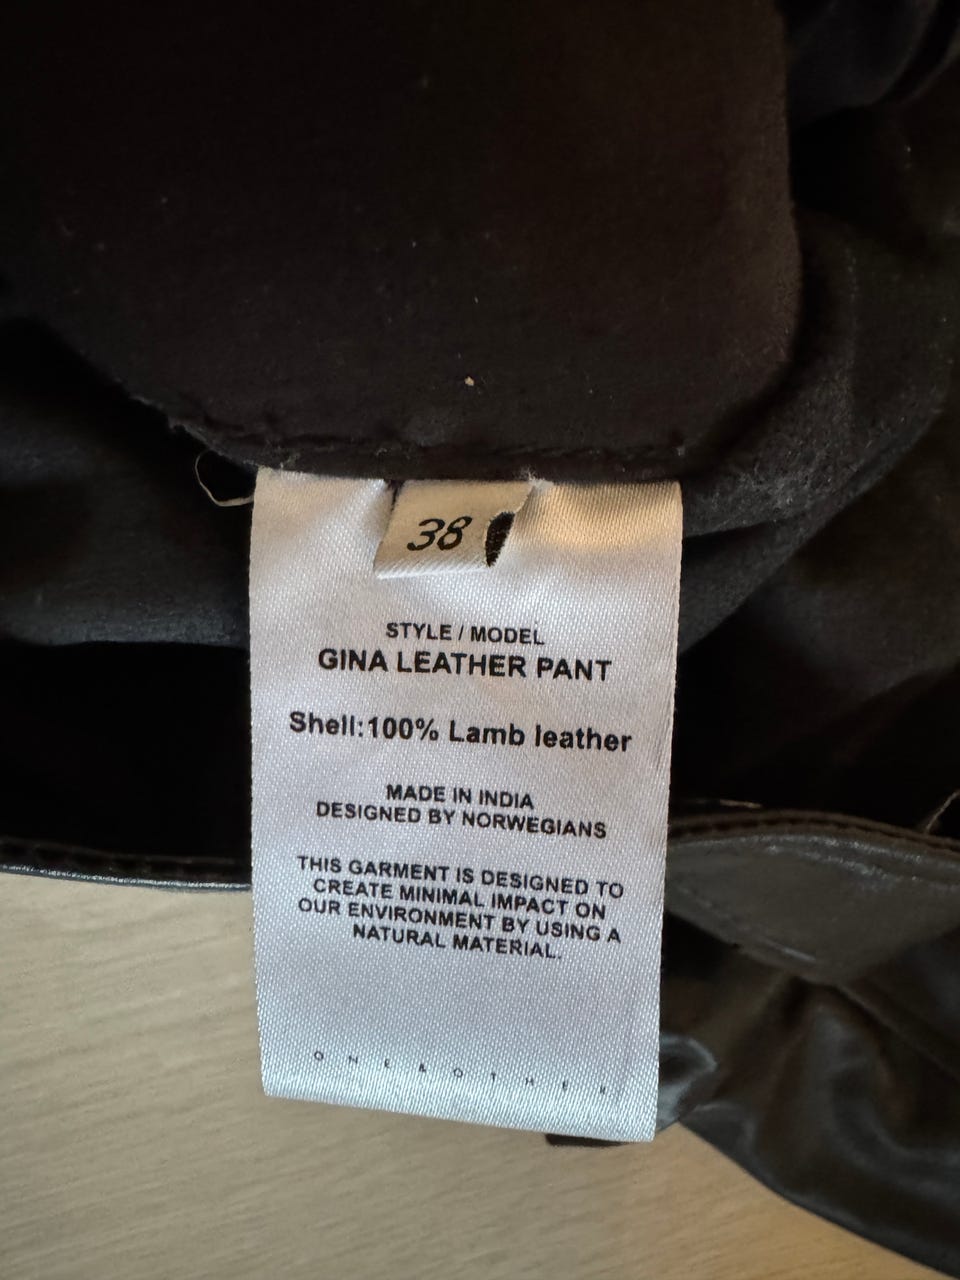 38
STYLE / MODEL
GINA LEATHER PANT
Shell:100% Lamb leather
MADE IN INDIA
DESIGNED BY NORWEGIANS
THIS GARMENT IS DESIGNED TO
CREATE MINIMAL IMPACT ON
OUR ENVIRONMENT BY USING A
NATURAL MATERIAL.
ONE & OTHER